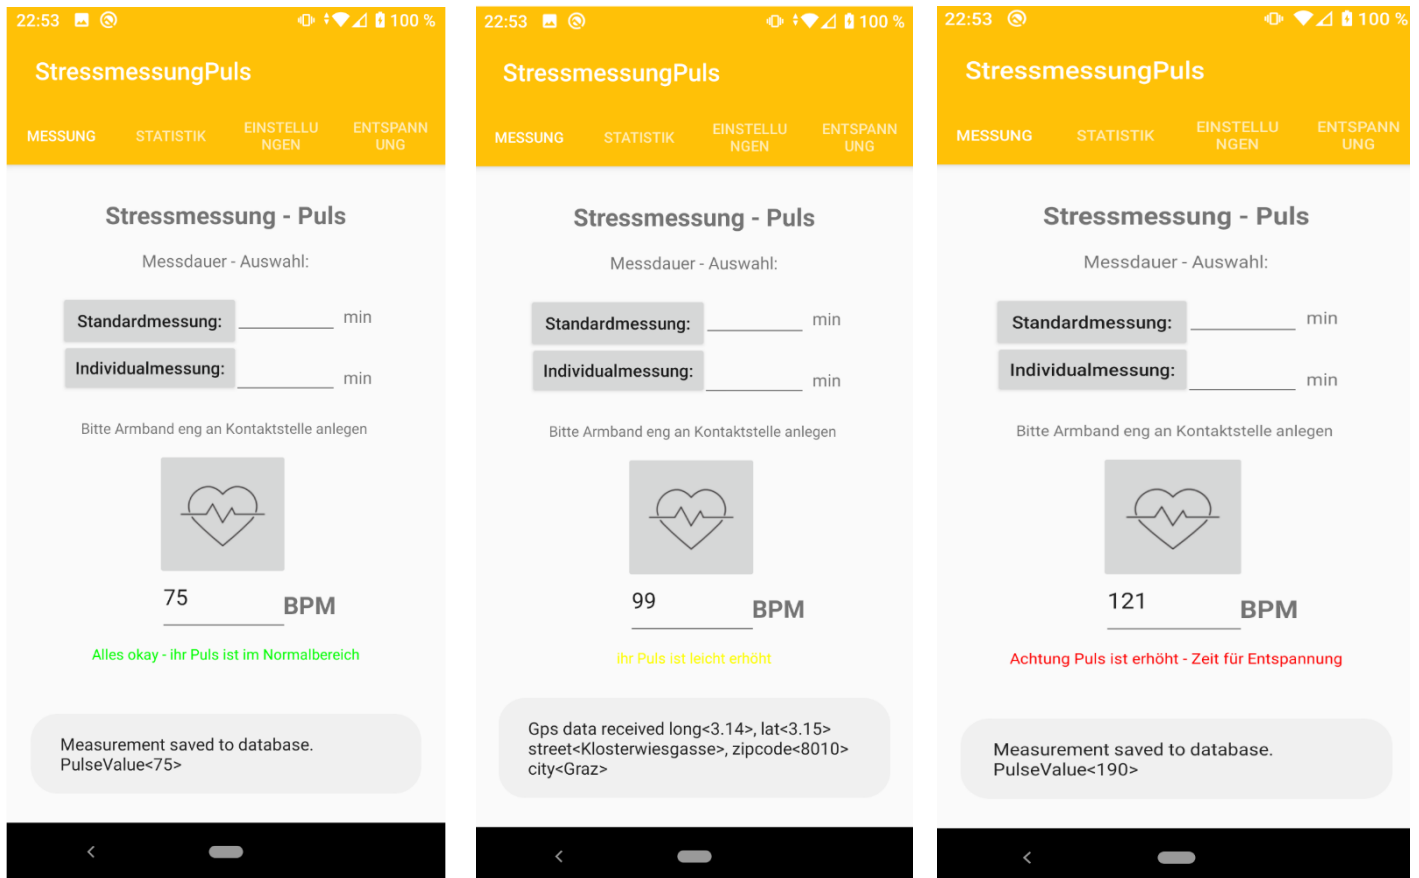 22:53 100 %
StressmessungPuls
MESSUNG STATISTIK EINSTELLU ENTSPANN
NGEN UNG
Stressmessung - Puls
Messdauer - Auswahl:
Standardmessung: min
Individualmessung: min
Bitte Armband eng an Kontaktstelle anlegen
75 BPM
Alles okay - ihr Puls ist im Normalbereich
Measurement saved to database.
PulseValue<75>
22:53 100 %
StressmessungPuls
MESSUNG STATISTIK EINSTELLU ENTSPANN
NGEN UNG
Stressmessung - Puls
Messdauer - Auswahl:
Standardmessung: min
Individualmessung: min
Bitte Armband eng an Kontaktstelle anlegen
99 BPM
ihr Puls ist leicht erhöht
Gps data received long<3.14>, lat<3.15>
street<Klosterwiesgasse>, zipcode<8010>
city<Graz>
22:53 100 %
StressmessungPuls
MESSUNG STATISTIK EINSTELLU ENTSPANN
NGEN UNG
Stressmessung - Puls
Messdauer - Auswahl:
Standardmessung: min
Individualmessung: min
Bitte Armband eng an Kontaktstelle anlegen
121 BPM
Achtung Puls ist erhöht - Zeit für Entspannung
Measurement saved to database.
PulseValue<190>